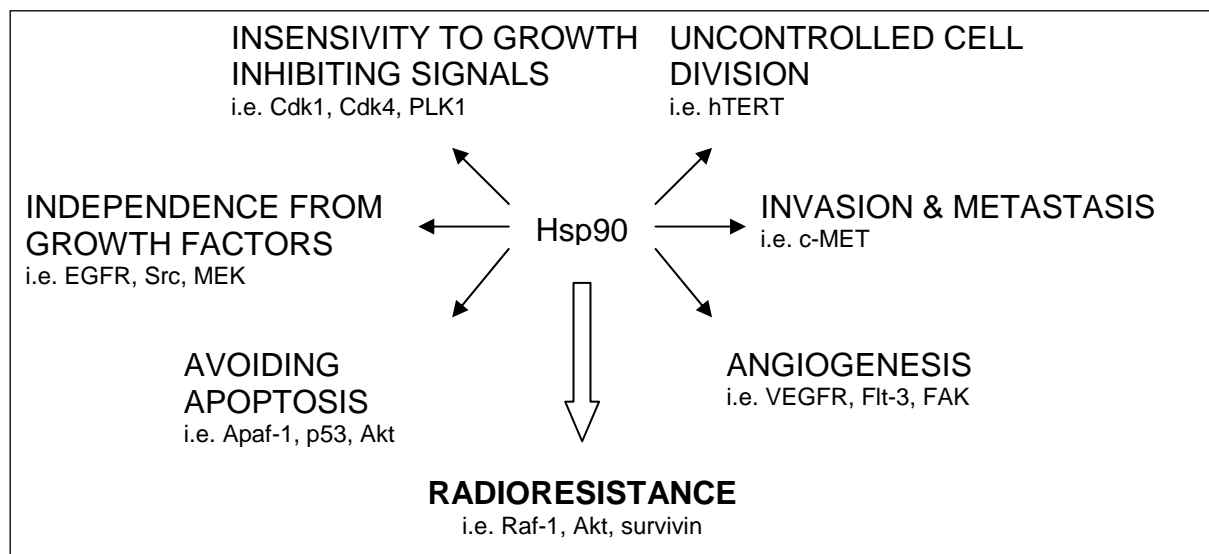 INSENSIVITY TO GROWTH
INHIBITING SIGNALS
i.e. Cdk1, Cdk4, PLK1
UNCONTROLLED CELL
DIVISION
i.e. hTERT
INDEPENDENCE FROM
GROWTH FACTORS
i.e. EGFR, Src, MEK
Hsp90
INVASION & METASTASIS
i.e. c-MET
AVOIDING
APOPTOSIS
i.e. Apaf-1, p53, Akt
ANGIOGENESIS
i.e. VEGFR, Flt-3, FAK
RADIORESISTANCE
i.e. Raf-1, Akt, survivin